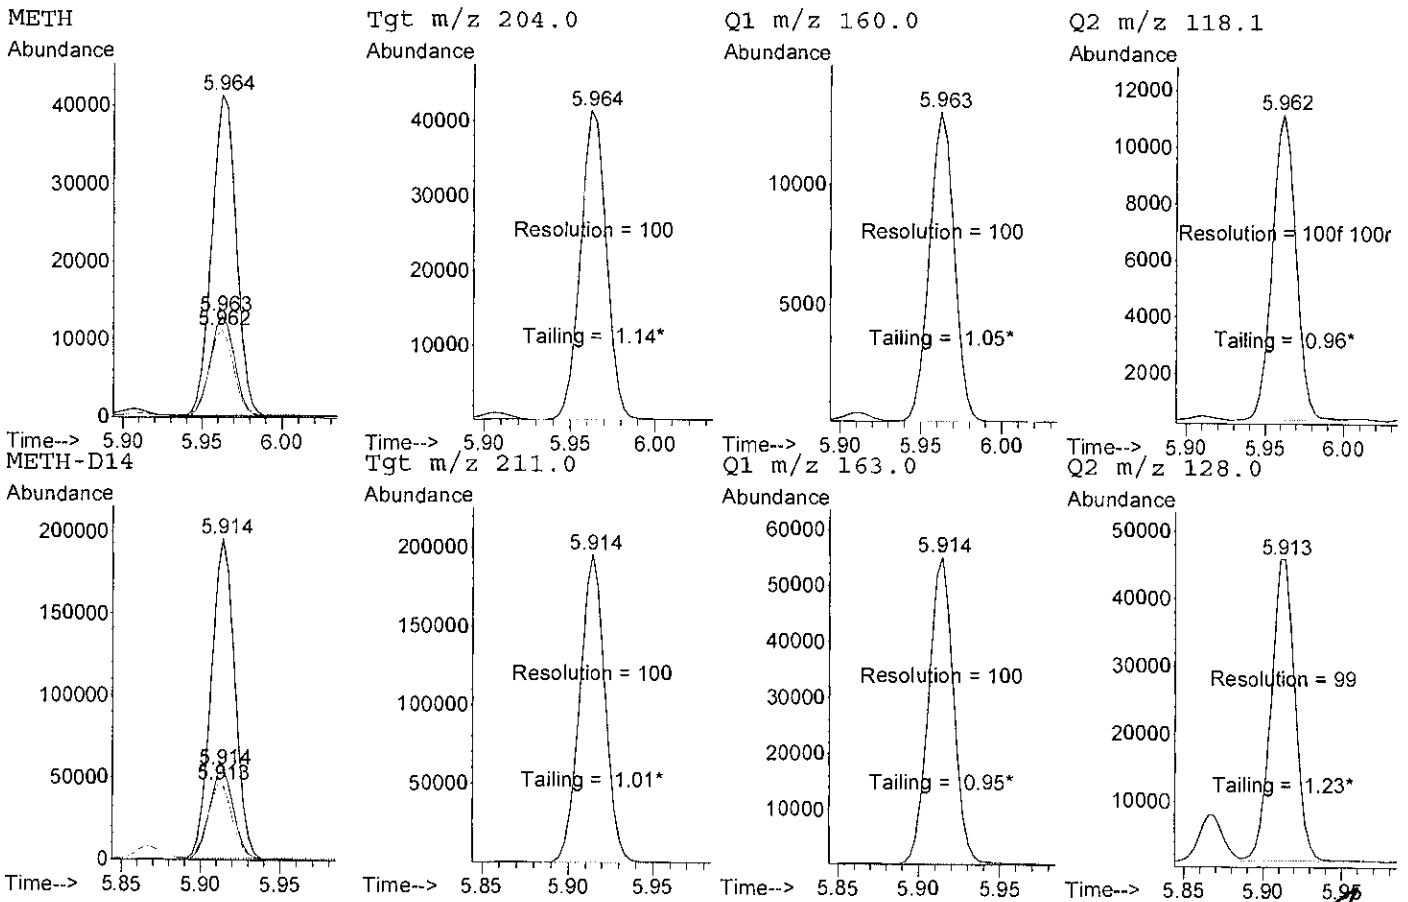 METH
Tgt m/z 204.0
Q1 m/z 160.0
Q2 m/z 118.1
Abundance
Abundance
Abundance
Abundance
5.964
40000
30000
20000
5.963
5.962
10000
0
5.90 5.95 6.00
Time-->
5.964
40000
30000
Resolution = 100
20000
Tailing = 1.14*
10000
5.90 5.95 6.00
Time-->
5.963
10000
Resolution = 100
5000
Tailing = 1.05*
0
5.90 5.95 6.00
Time-->
5.962
12000
10000
8000
Resolution = 100f 100r
6000
4000
Tailing = 0.96*
2000
5.90 5.95 6.00
Time-->
METH-D14
Tgt m/z 211.0
Q1 m/z 163.0
Q2 m/z 128.0
Abundance
Abundance
Abundance
Abundance
5.914
200000
150000
100000
5.914
5.913
50000
0
Time--> 5.85 5.90 5.95
5.914
200000
150000
Resolution = 100
100000
Tailing = 1.01*
50000
Time--> 5.85 5.90 5.95
5.914
60000
50000
40000
Resolution = 100
30000
20000
Tailing = 0.95*
10000
0
Time--> 5.85 5.90 5.95
5.913
50000
40000
30000
Resolution = 99
20000
Tailing = 1.23*
10000
Time--> 5.85 5.90 5.95